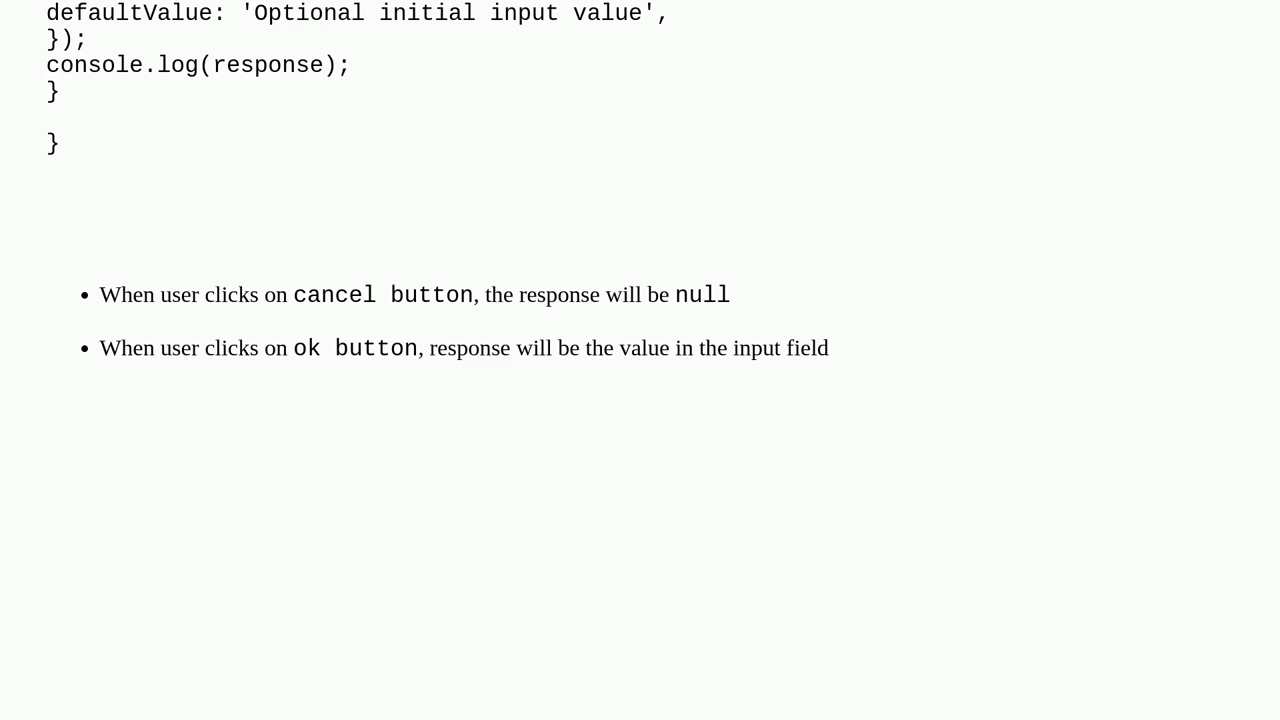 defaultValue: 'Optional initial input value',
});
console.log(response);
}
}
• When user clicks on cancel button, the response will be null
• When user clicks on ok button, response will be the value in the input field